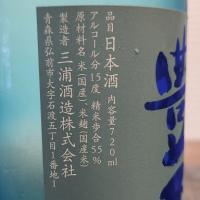 品目 日本酒 内容量720ml
アルコール分15度 精米歩合55%
原材料名 米(国産)、米麹(国産米)
製造者 三浦酒造株式会社
青森県弘前市大字石渡五丁目1番地1